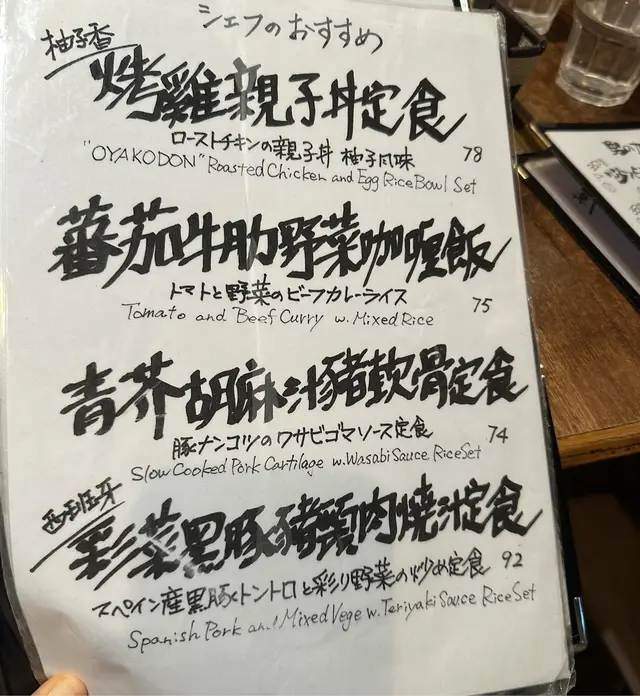 シェフのおすすめ
柚子香
烤雞親子丼定食
ローストチキンの親子丼 柚子風味
78
"OYAKODON" Roasted Chicken and Egg Rice Bowl Set
蕃茄牛肋野菜咖喱飯
トマトと野菜のビーフカレーライス
75
Tomato and Beef Curry w. Mixed Rice
青芥胡麻汁豬軟骨定食
豚ナンコツのワサビゴマソース定食
74
Slow Cooked Pork Cartilage w. Wasabi Sauce Rice Set
西班牙
彩菜黒豚豬頸肉燒汁定食
スペイン産黒豚トントロと彩り野菜の炒め定食
92
Spanish Pork and Mixed Vege w. Teriyaki Sauce Rice Set